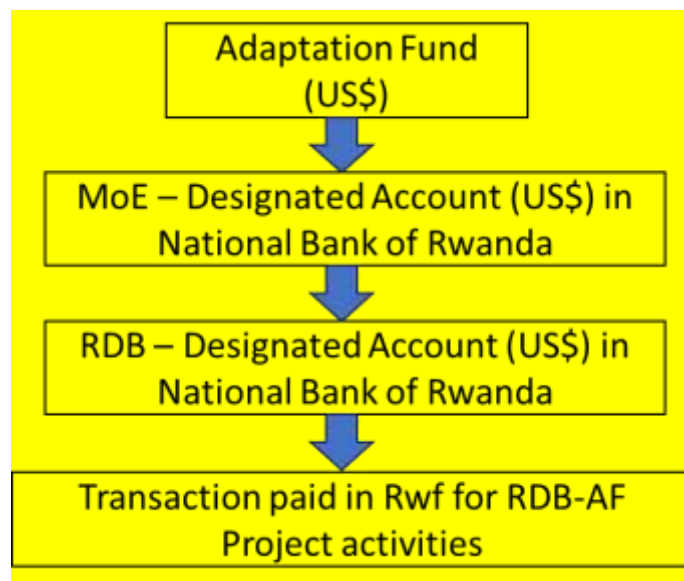 Adaptation Fund
(US$)
MoE – Designated Account (US$) in
National Bank of Rwanda
RDB – Designated Account (US$) in
National Bank of Rwanda
Transaction paid in Rwf for RDB-AF
Project activities